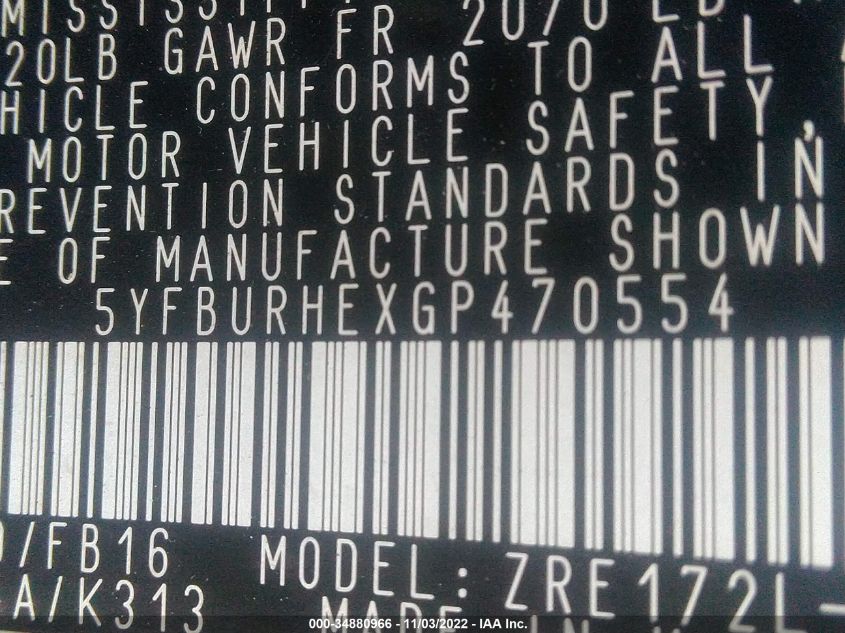 MISSISSIPPI FR 2070 LB
20LB GAWR FR
HICLE CONFORMS TO ALL
MOTOR VEHICLE SAFETY,
REVENTION STANDARDS IN
E OF MANUFACTURE SHOWN
5YFBURHEXGP470554
/FB16 MODEL: ZRE172L-
A/K313 MADE IN
000-34880966 - 11/03/2022 - IAA Inc.